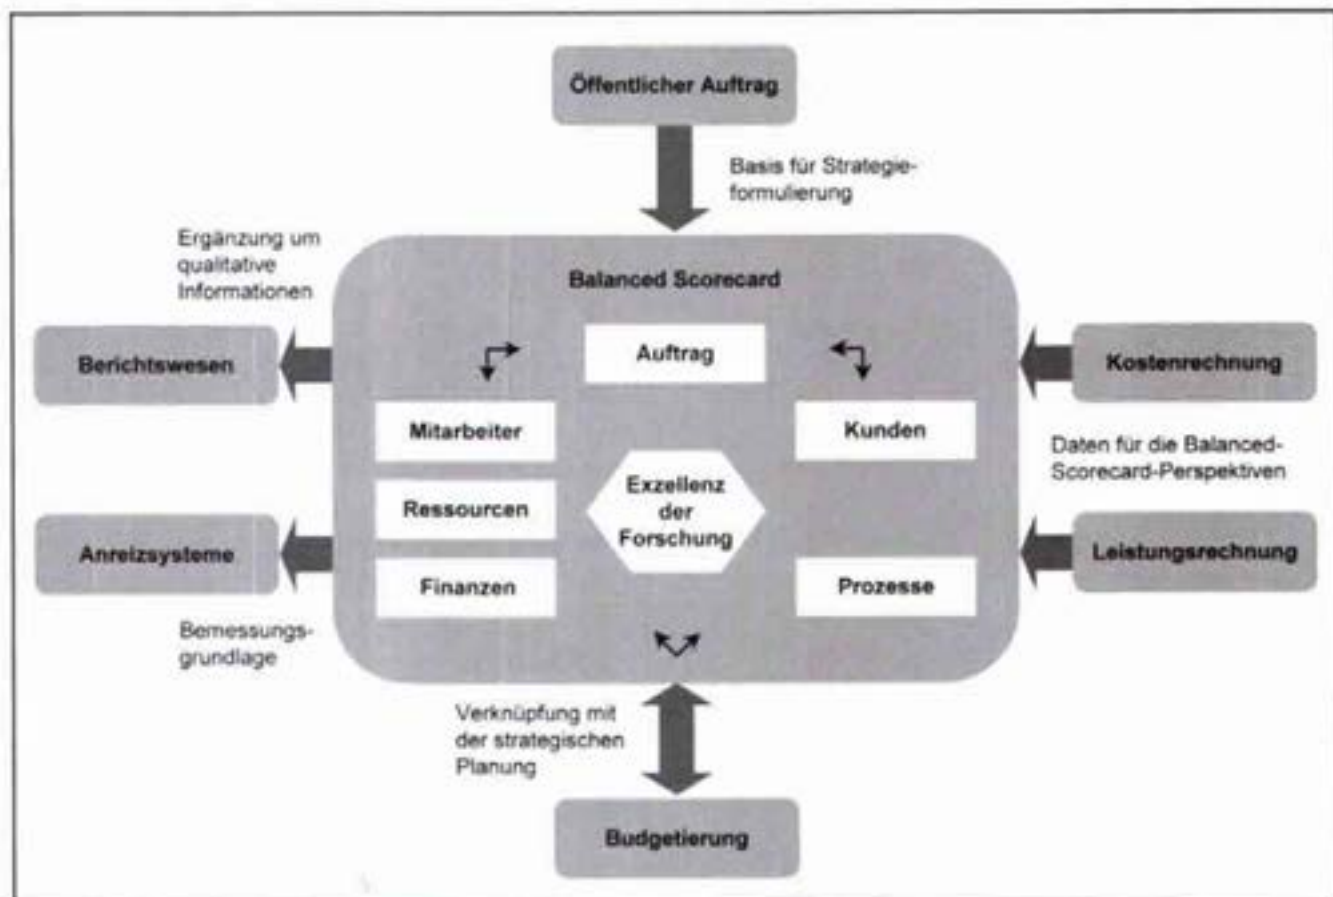 Öffentlicher Auftrag
Basis für Strategie-
formulierung
Ergänzung um
qualitative
Informationen
Balanced Scorecard
Berichtswesen
Auftrag
Kostenrechnung
Mitarbeiter
Kunden
Daten für die Balanced-
Scorecard-Perspektiven
Ressourcen
Exzellenz
der
Forschung
Anreizsysteme
Leistungsrechnung
Finanzen
Prozesse
Bemessungs-
grundlage
Verknüpfung mit
der strategischen
Planung
Budgetierung